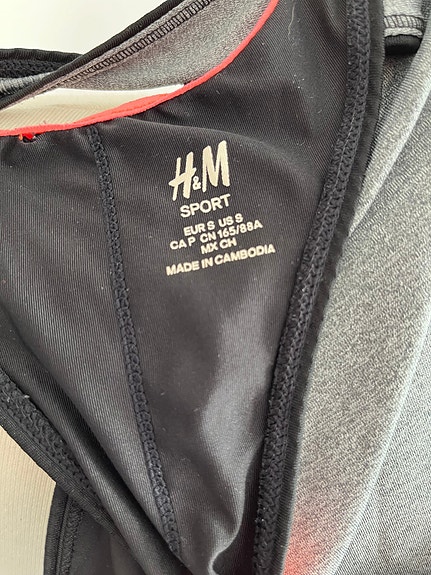 H&M
SPORT
EUR S US S
CA P CN 165/88A
MX CH
MADE IN CAMBODIA